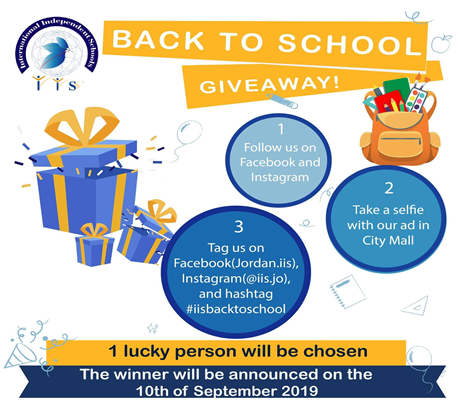 International Independent Schools
IIS
BACK TO SCHOOL
GIVEAWAY!
1
Follow us on
Facebook and
Instagram
2
Take a selfie
with our ad in
City Mall
3
Tag us on
Facebook(Jordan.iis),
Instagram(@iis.jo),
and hashtag
#iisbacktoschool
1 lucky person will be chosen
The winner will be announced on the
10th of September 2019